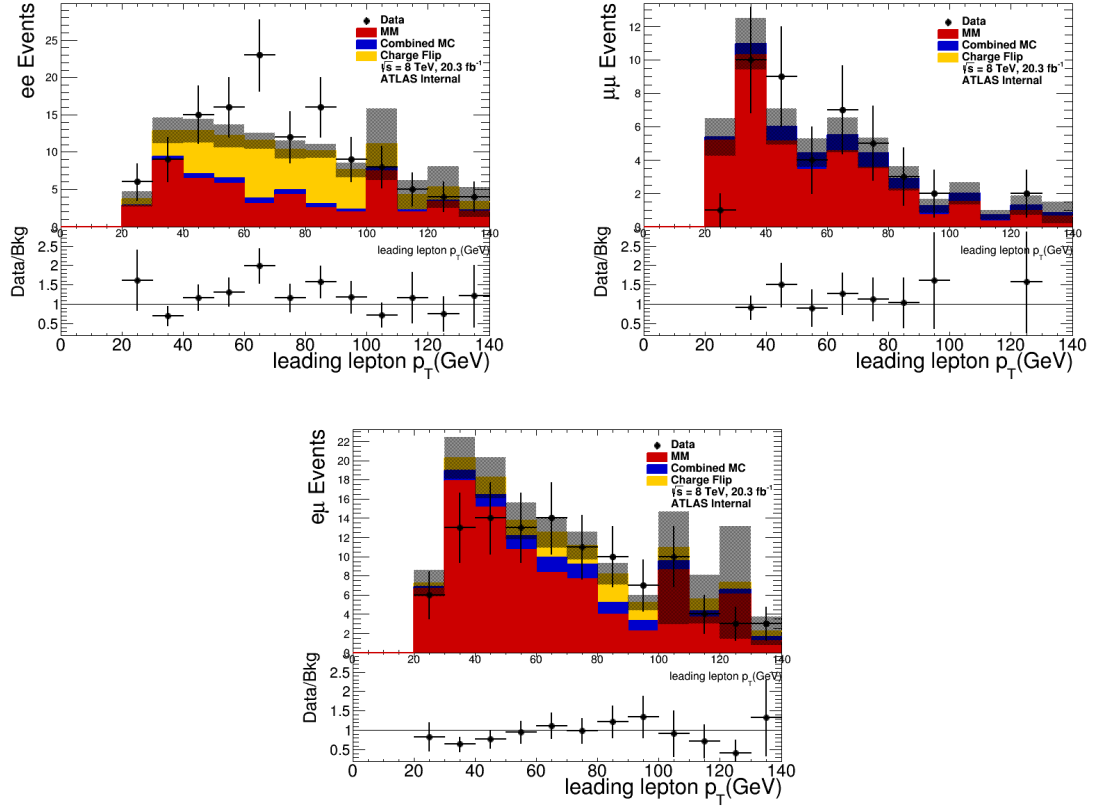 ee Events
30
25
20
15
10
5
0
Data
MM
Combined MC
Charge Flip
√s = 8 TeV, 20.3 fb⁻¹
ATLAS Internal
0 20 40 60 80 100 120 140
leading lepton p_T(GeV)
Data/Bkg
2.5
2
1.5
1
0.5
0 20 40 60 80 100 120 140
leading lepton p_T(GeV)
μμ Events
12
10
8
6
4
2
0
Data
MM
Combined MC
Charge Flip
√s = 8 TeV, 20.3 fb⁻¹
ATLAS Internal
0 20 40 60 80 100 120 140
leading lepton p_T(GeV)
Data/Bkg
2.5
2
1.5
1
0.5
0 20 40 60 80 100 120 140
leading lepton p_T(GeV)
eμ Events
22
20
18
16
14
12
10
8
6
4
2
0
Data
MM
Combined MC
Charge Flip
√s = 8 TeV, 20.3 fb⁻¹
ATLAS Internal
0 20 40 60 80 100 120 140
leading lepton p_T(GeV)
Data/Bkg
2.5
2
1.5
1
0.5
0 20 40 60 80 100 120 140
leading lepton p_T(GeV)